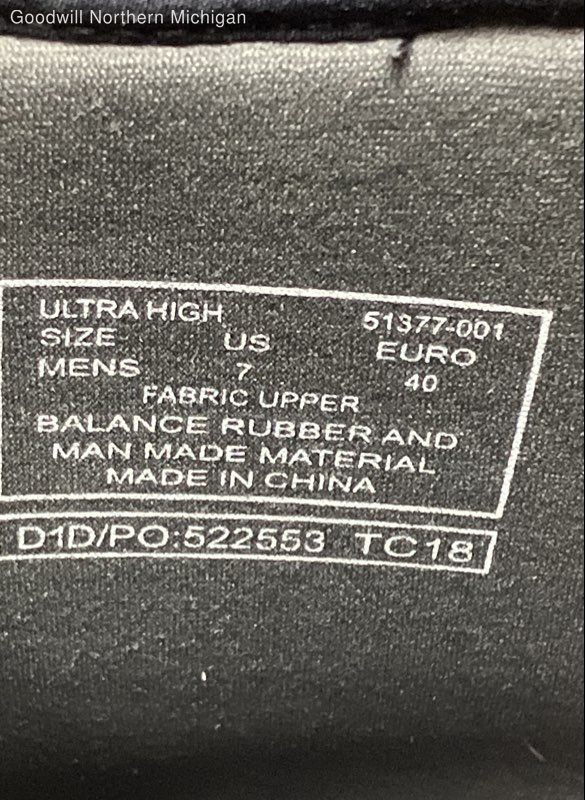 Goodwill Northern Michigan
ULTRA HIGH 51377-001
SIZE US EURO
MENS 7 40
FABRIC UPPER
BALANCE RUBBER AND
MAN MADE MATERIAL
MADE IN CHINA
D1D/PO:522553 TC18